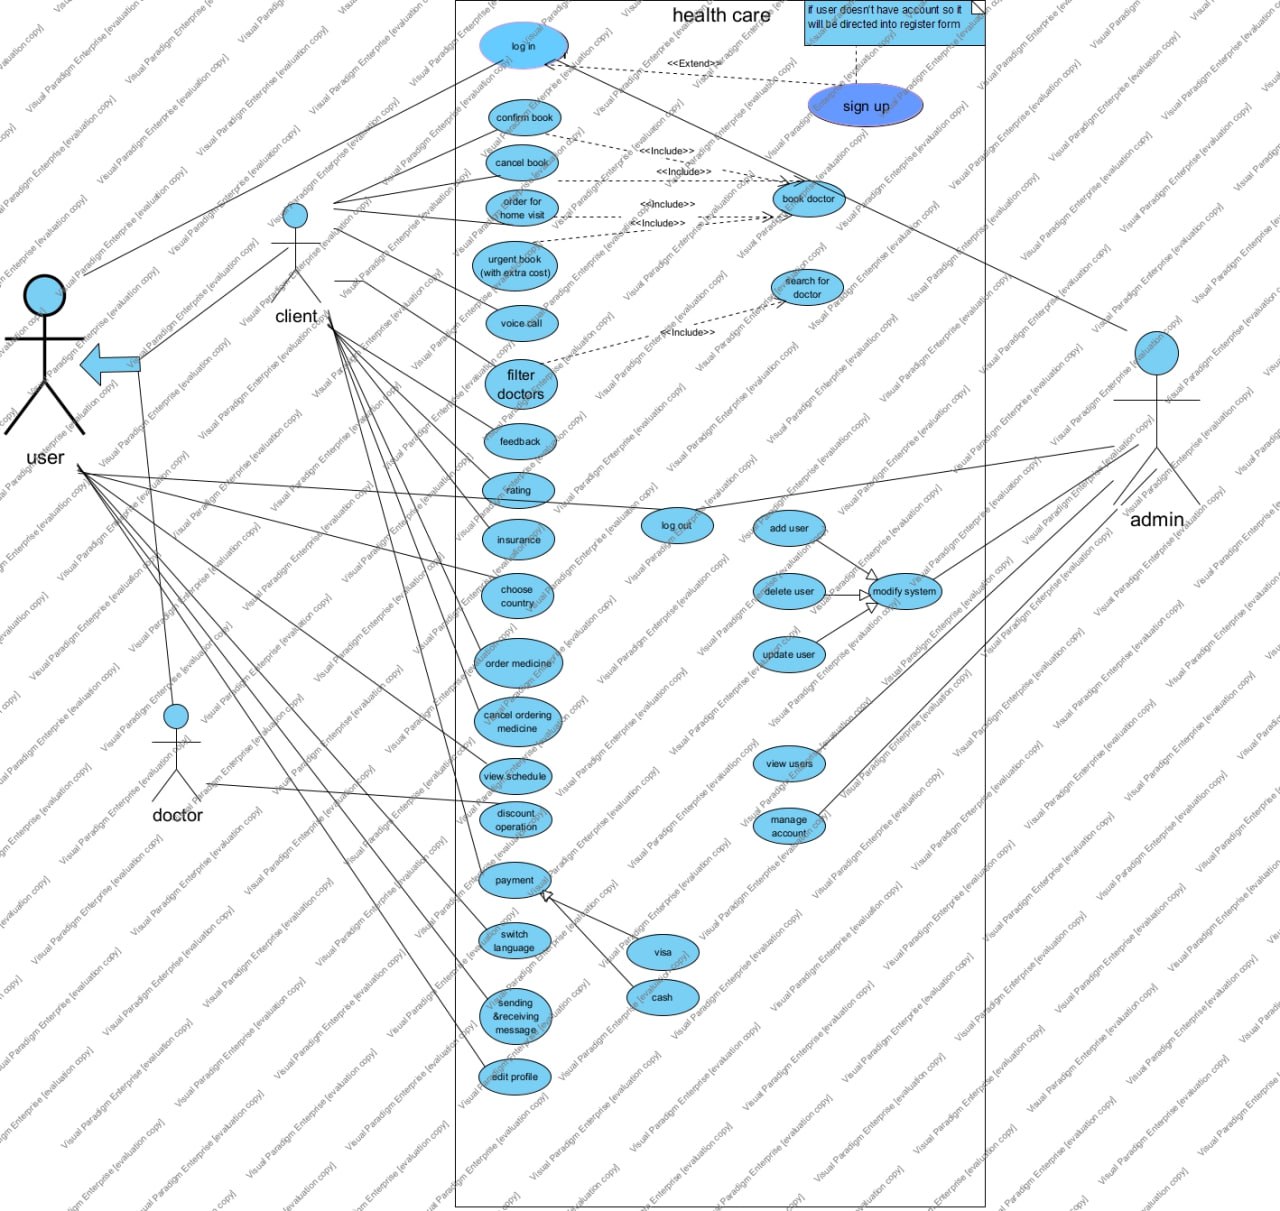 health care
if user doesn't have account so it
will be directed into register form
log in
<<Extend>>
sign up
confirm book
<<Include>>
cancel book
<<Include>>
book doctor
order for
home visit
<<Include>>
<<Include>>
urgent book
(with extra cost)
search for
doctor
client
voice call
<<Include>>
filter
doctors
feedback
user
rating
log out
add user
admin
insurance
choose
country
delete user
modify system
order medicine
update user
cancel ordering
medicine
view schedule
view users
doctor
discount
operation
manage
account
payment
switch
language
visa
cash
sending
&receiving
message
edit profile
Visual Paradigm Enterprise [evaluation copy]